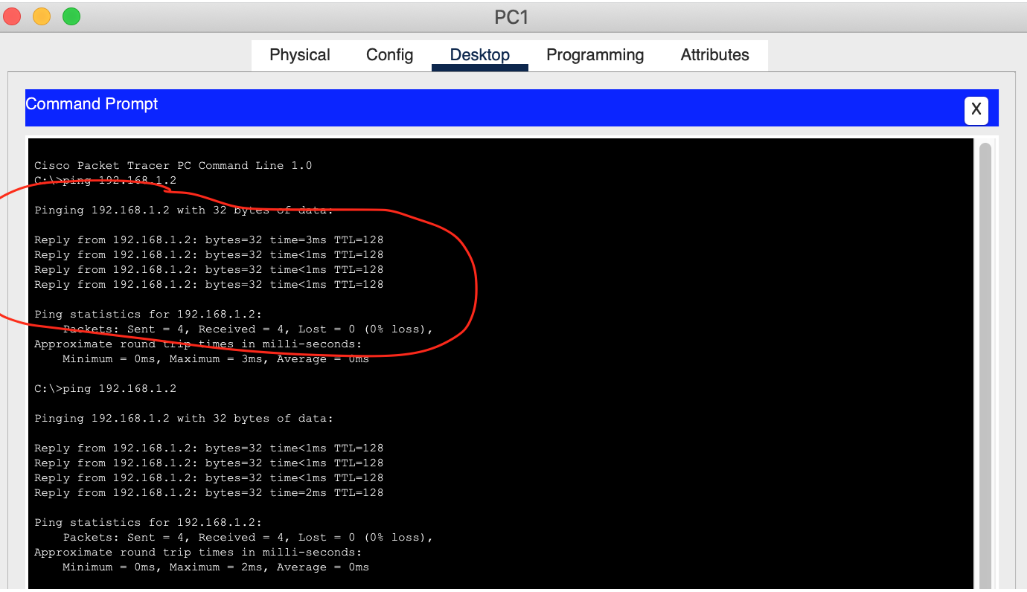 PC1
Physical Config Desktop Programming Attributes
Command Prompt
X
Cisco Packet Tracer PC Command Line 1.0
C:\>ping 192.168.1.2
Pinging 192.168.1.2 with 32 bytes of data:
Reply from 192.168.1.2: bytes=32 time=3ms TTL=128
Reply from 192.168.1.2: bytes=32 time<1ms TTL=128
Reply from 192.168.1.2: bytes=32 time<1ms TTL=128
Reply from 192.168.1.2: bytes=32 time<1ms TTL=128
Ping statistics for 192.168.1.2:
Packets: Sent = 4, Received = 4, Lost = 0 (0% loss),
Approximate round trip times in milli-seconds:
Minimum = 0ms, Maximum = 3ms, Average = 0ms
C:\>ping 192.168.1.2
Pinging 192.168.1.2 with 32 bytes of data:
Reply from 192.168.1.2: bytes=32 time<1ms TTL=128
Reply from 192.168.1.2: bytes=32 time<1ms TTL=128
Reply from 192.168.1.2: bytes=32 time<1ms TTL=128
Reply from 192.168.1.2: bytes=32 time=2ms TTL=128
Ping statistics for 192.168.1.2:
Packets: Sent = 4, Received = 4, Lost = 0 (0% loss),
Approximate round trip times in milli-seconds:
Minimum = 0ms, Maximum = 2ms, Average = 0ms